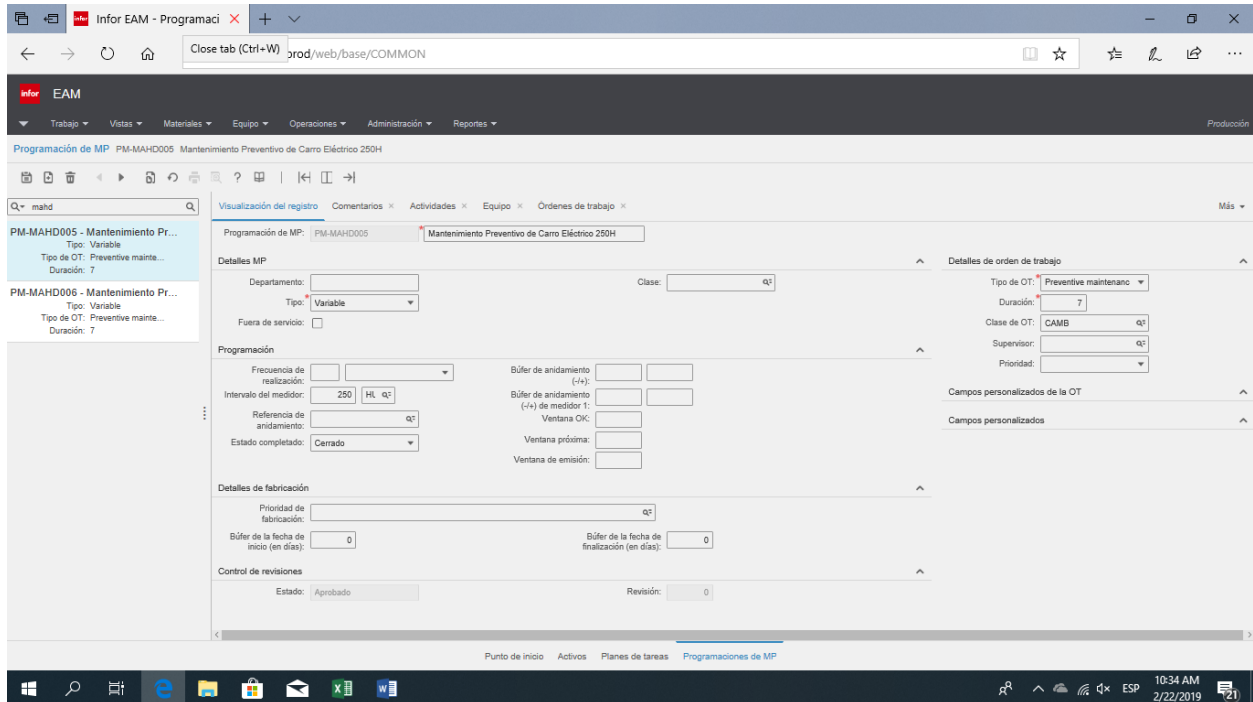 Infor EAM - Programaci
Close tab (Ctrl+W)
prod/web/base/COMMON
infor EAM
Trabajo Vistas Materiales Equipo Operaciones Administración Reportes Producción
Programación de MP PM-MAHD005 Mantenimiento Preventivo de Carro Eléctrico 250H
mahd
Visualización del registro Comentarios × Actividades × Equipo × Órdenes de trabajo × Más
PM-MAHD005 - Mantenimiento Pr...
Tipo: Variable
Tipo de OT: Preventive mainte...
Duración: 7
PM-MAHD006 - Mantenimiento Pr...
Tipo: Variable
Tipo de OT: Preventive mainte...
Duración: 7
Programación de MP: PM-MAHD005 * Mantenimiento Preventivo de Carro Eléctrico 250H
Detalles MP
Departamento: Clase:
Tipo: * Variable
Fuera de servicio:
Programación
Frecuencia de realización:
Búfer de anidamiento (-/+):
Intervalo del medidor: 250 HL
Búfer de anidamiento (-/+) de medidor 1:
Referencia de anidamiento:
Ventana OK:
Estado completado: Cerrado
Ventana próxima:
Ventana de emisión:
Detalles de fabricación
Prioridad de fabricación:
Búfer de la fecha de inicio (en días): 0
Búfer de la fecha de finalización (en días): 0
Control de revisiones
Estado: Aprobado Revisión: 0
Detalles de orden de trabajo
Tipo de OT: * Preventive maintenanc
Duración: * 7
Clase de OT: CAMB
Supervisor:
Prioridad:
Campos personalizados de la OT
Campos personalizados
Punto de inicio Activos Planes de tareas Programaciones de MP
ESP
10:34 AM
2/22/2019
21